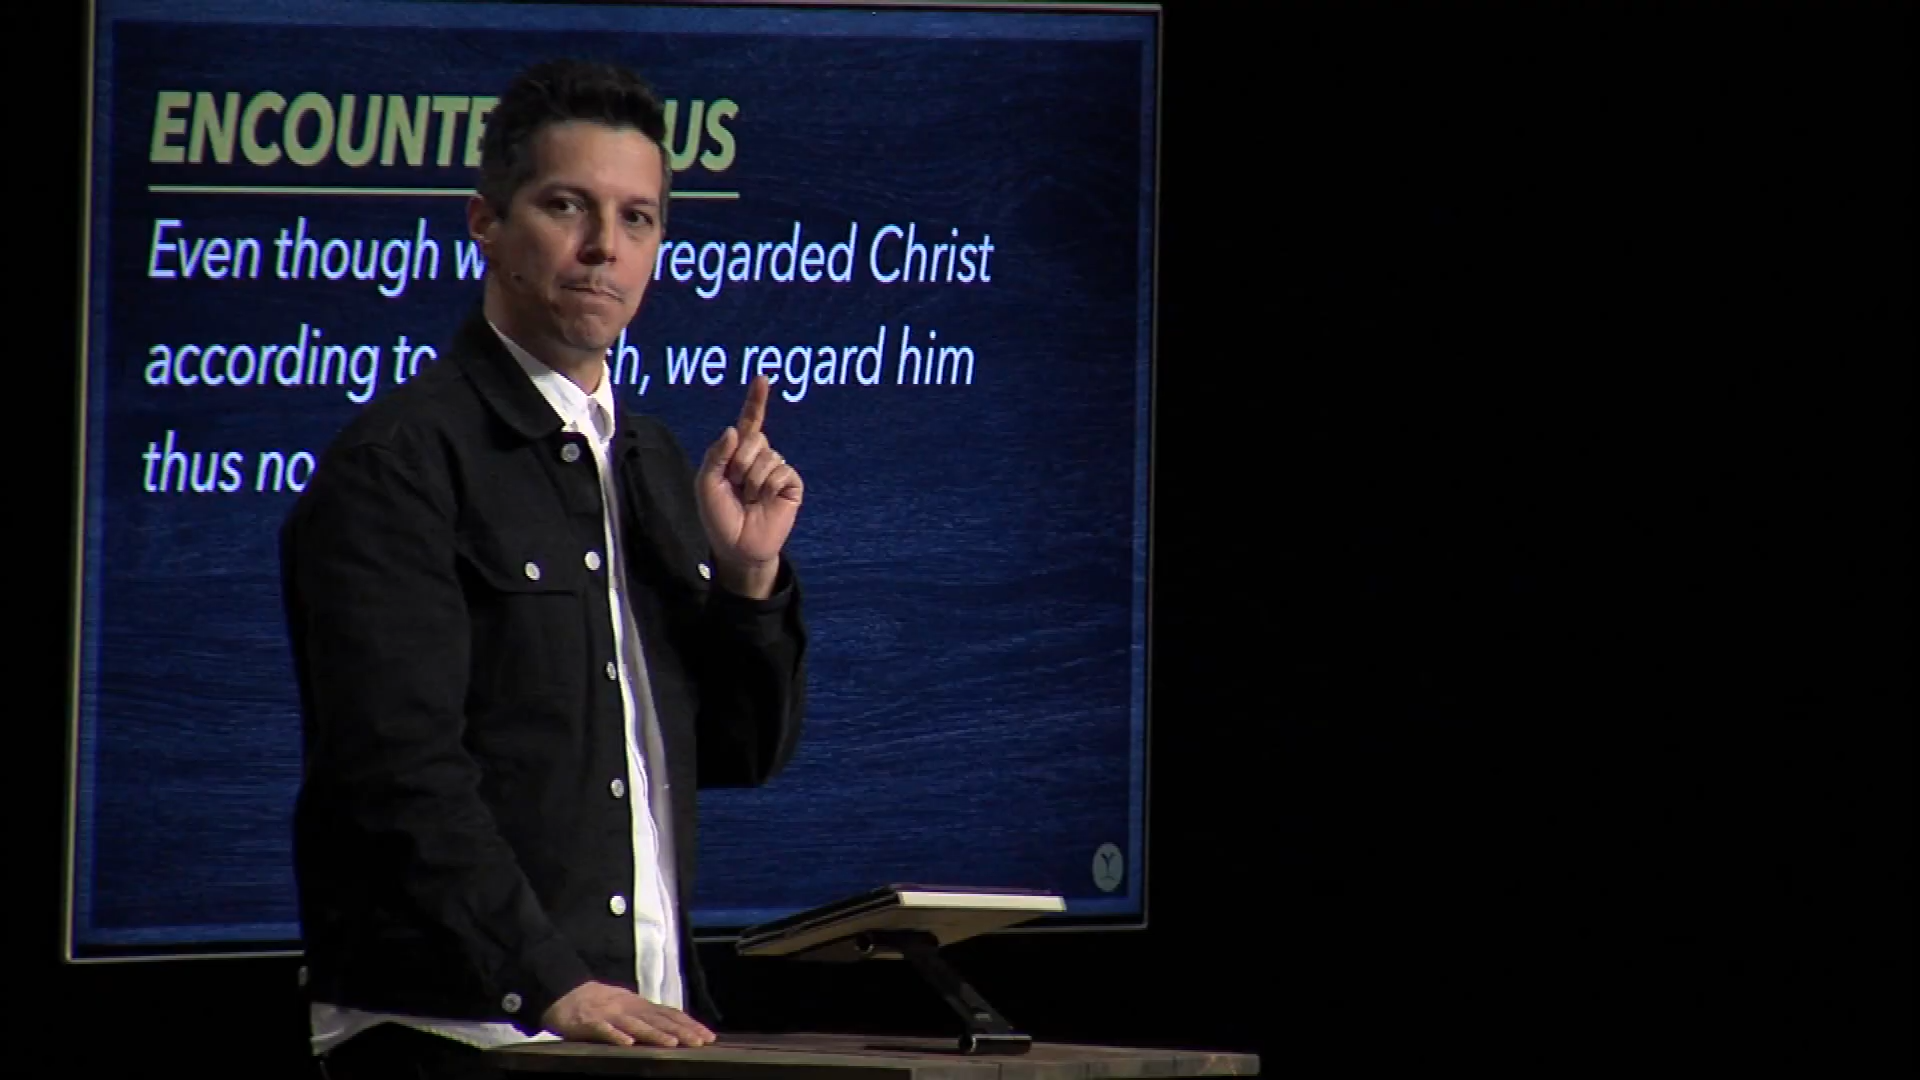 ENCOUNTE US
Even though w regarded Christ
according to h, we regard him
thus no
Y